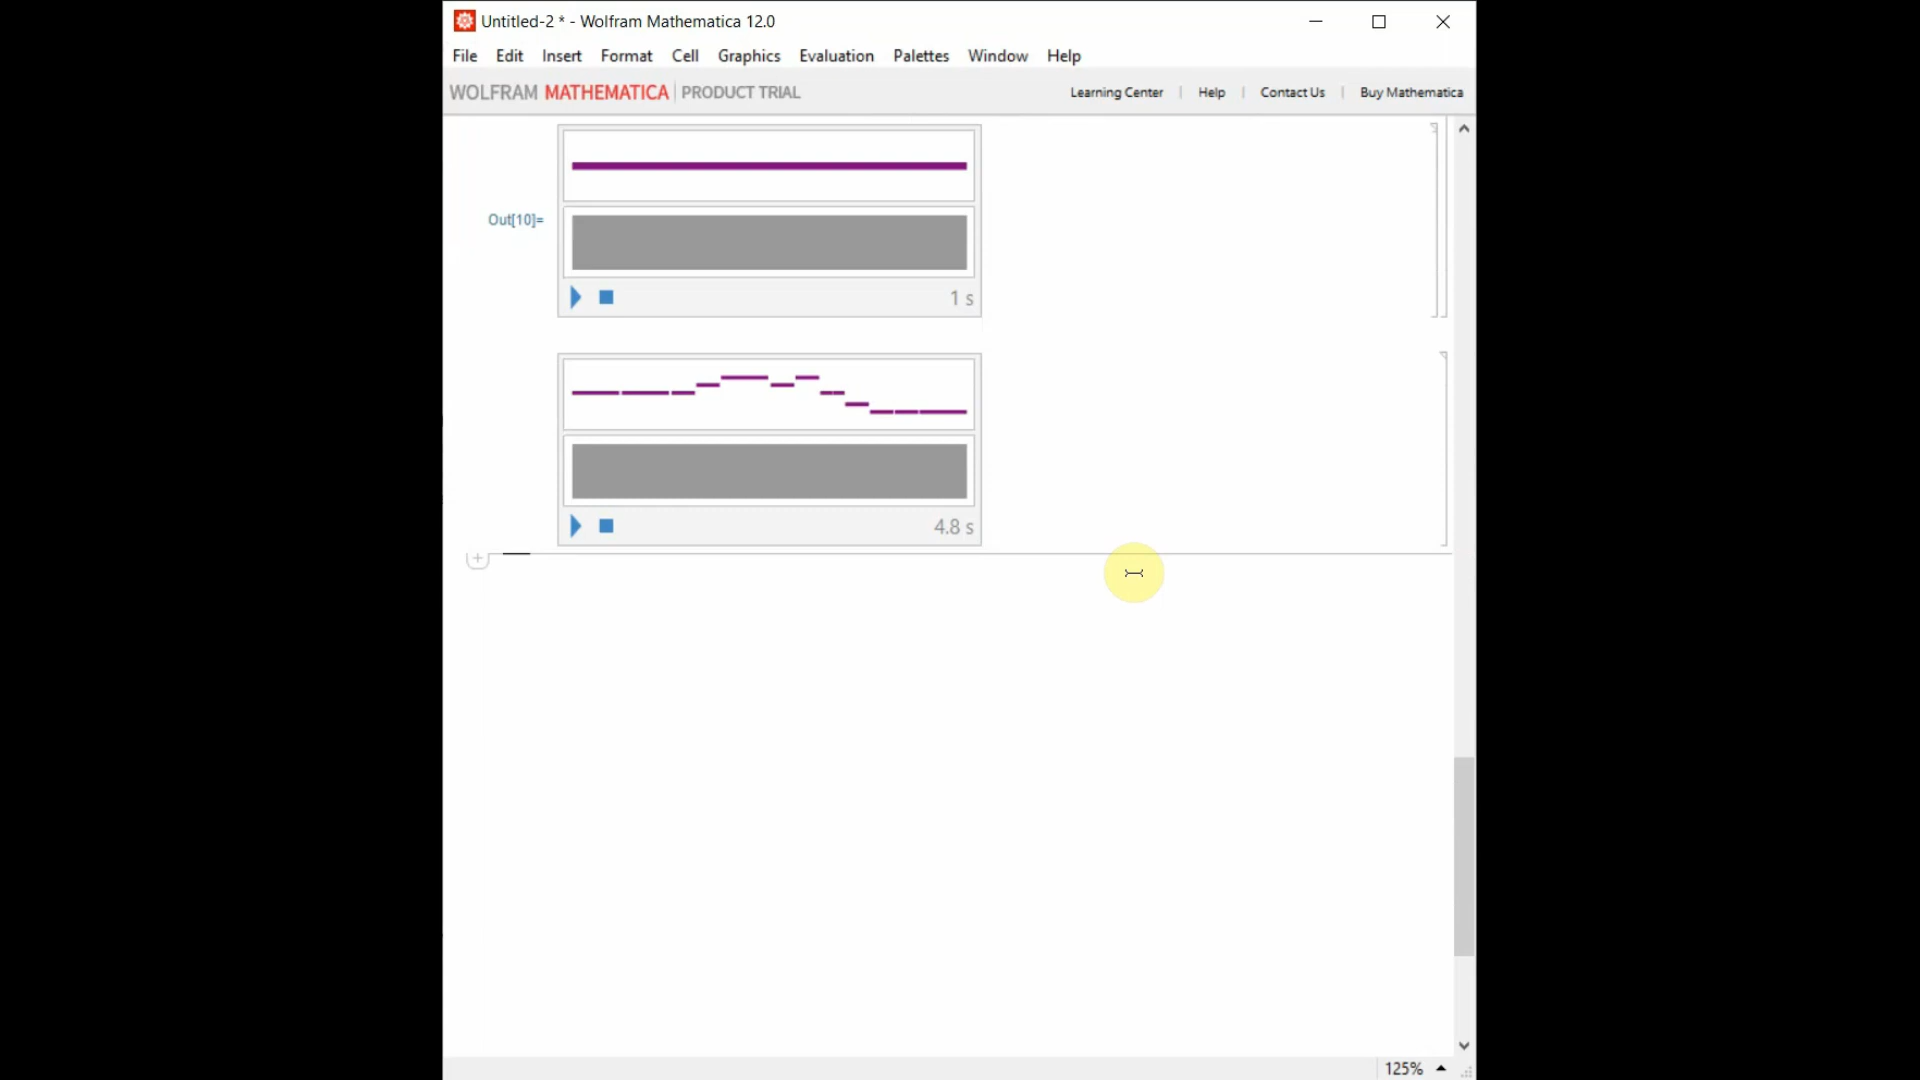 Untitled-2 * - Wolfram Mathematica 12.0
File Edit Insert Format Cell Graphics Evaluation Palettes Window Help
WOLFRAM MATHEMATICA | PRODUCT TRIAL Learning Center | Help | Contact Us | Buy Mathematica
Out[10]=
1 s
4.8 s
125%